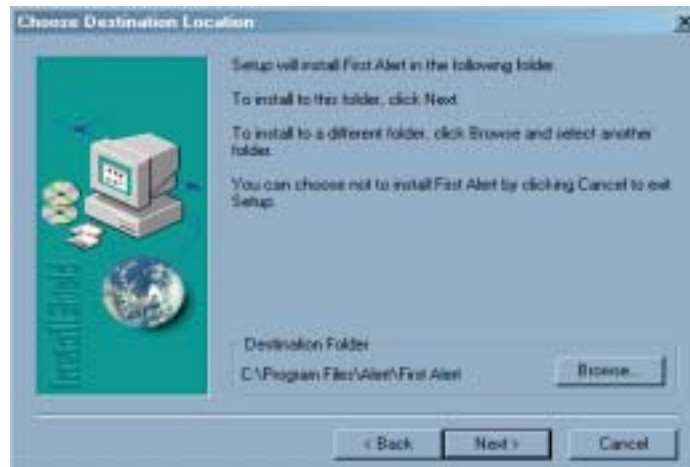 Choose Destination Location
Setup will install First Alert in the following folder.
To install to this folder, click Next
To install to a different folder, click Browse and select another
folder.
You can choose not to install First Alert by clicking Cancel to exit
Setup.
InstallShield
Destination Folder
C:\Program Files\Alert\First Alert
Browse...
< Back
Next >
Cancel